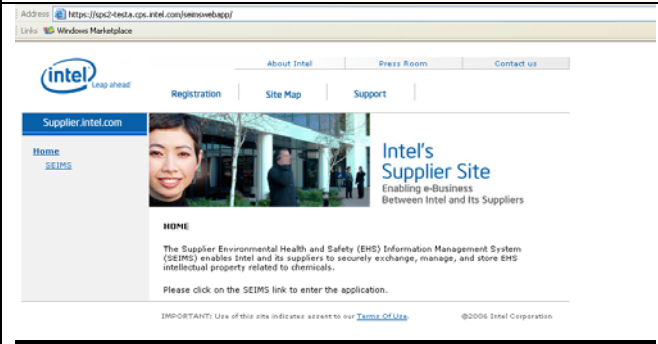 Address https://sps2-testa.cps.intel.com/seimswebapp/
Links Windows Marketplace
About Intel Press Room Contact us
intel Leap ahead
Registration Site Map Support
Supplier.intel.com
Home
SEIMS
Intel's
Supplier Site
Enabling e-Business
Between Intel and Its Suppliers
HOME
The Supplier Environmental Health and Safety (EHS) Information Management System
(SEIMS) enables Intel and its suppliers to securely exchange, manage, and store EHS
intellectual property related to chemicals.
Please click on the SEIMS link to enter the application.
IMPORTANT: Use of this site indicates assent to our Terms Of Use. ©2006 Intel Corporation